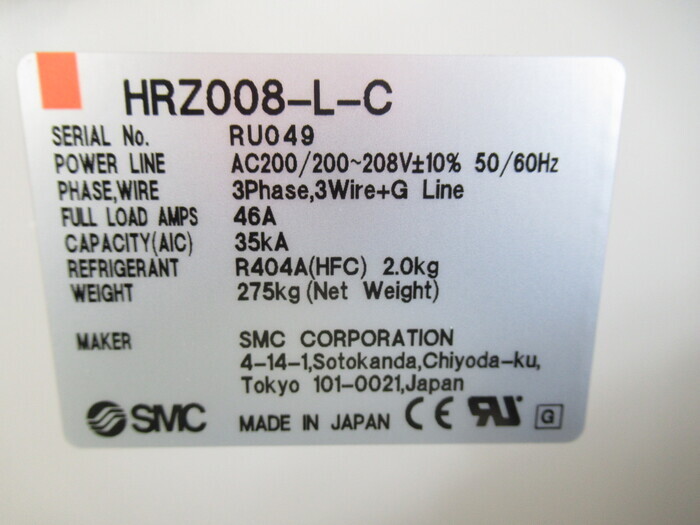 HRZ008-L-C
SERIAL No. RU049
POWER LINE AC200/200~208V±10% 50/60Hz
PHASE,WIRE 3Phase,3Wire+G Line
FULL LOAD AMPS 46A
CAPACITY(AIC) 35kA
REFRIGERANT R404A(HFC) 2.0kg
WEIGHT 275kg(Net Weight)
MAKER SMC CORPORATION
4-14-1,Sotokanda,Chiyoda-ku,
Tokyo 101-0021,Japan
SMC MADE IN JAPAN CE RU G